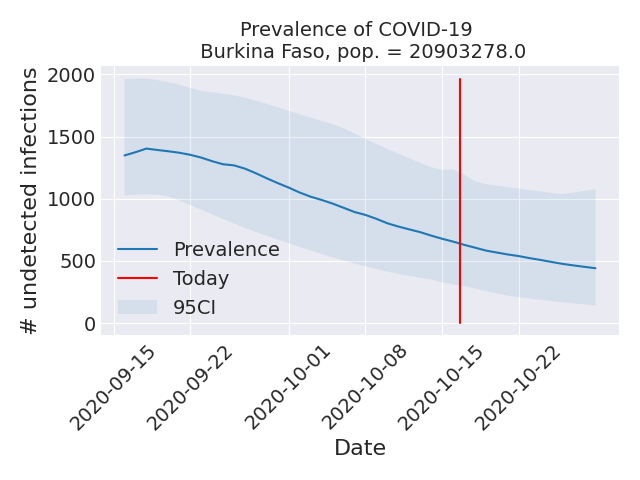 Prevalence of COVID-19
Burkina Faso, pop. = 20903278.0
# undetected infections
2000
1500
1000
500
0
Prevalence
Today
95CI
2020-09-15
2020-09-22
2020-10-01
2020-10-08
2020-10-15
2020-10-22
Date